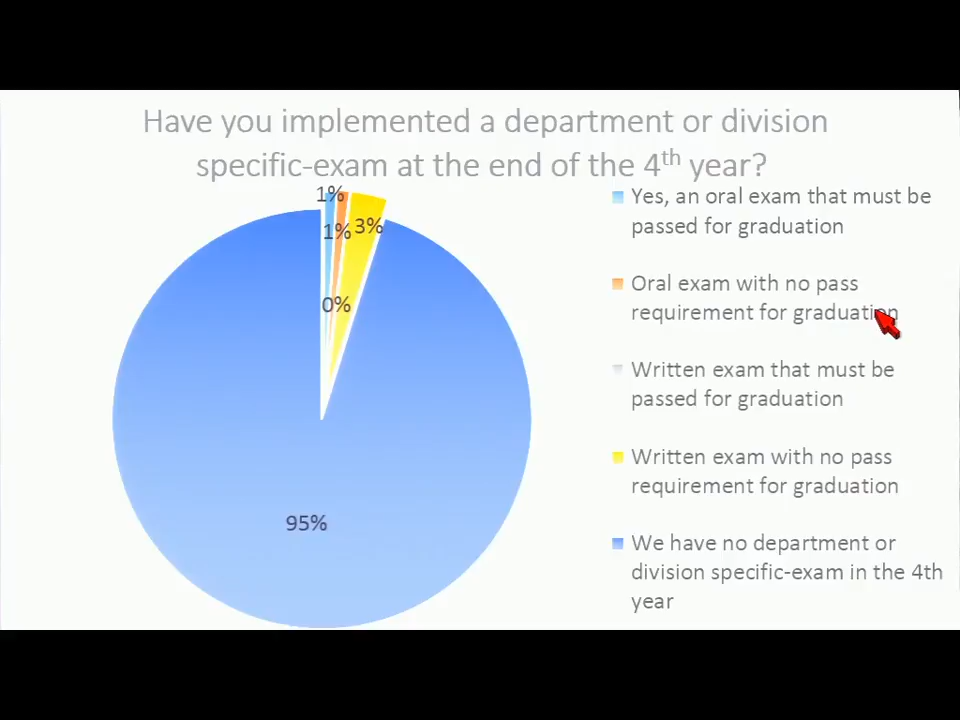 Have you implemented a department or division
specific-exam at the end of the 4th year?
1%
1%
3%
0%
95%
Yes, an oral exam that must be
passed for graduation
Oral exam with no pass
requirement for graduation
Written exam that must be
passed for graduation
Written exam with no pass
requirement for graduation
We have no department or
division specific-exam in the 4th
year